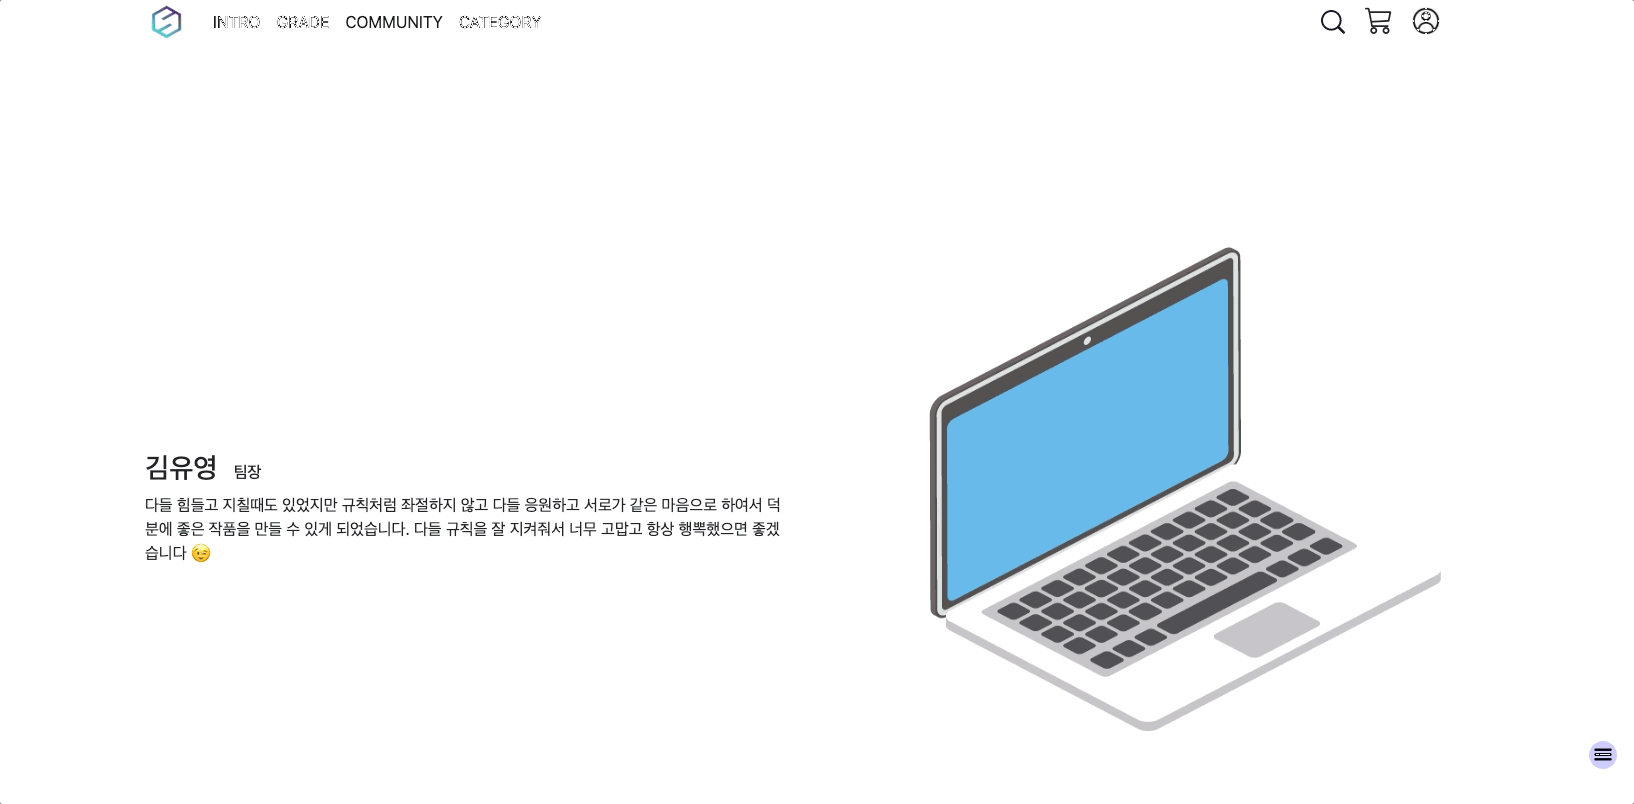 INTRO GRADE COMMUNITY CATEGORY
김유영 팀장
다들 힘들고 지칠때도 있었지만 규칙처럼 좌절하지 않고 다들 응원하고 서로가 같은 마음으로 하여서 덕
분에 좋은 작품을 만들 수 있게 되었습니다. 다들 규칙을 잘 지켜줘서 너무 고맙고 항상 행뽁했으면 좋겠
습니다 😉